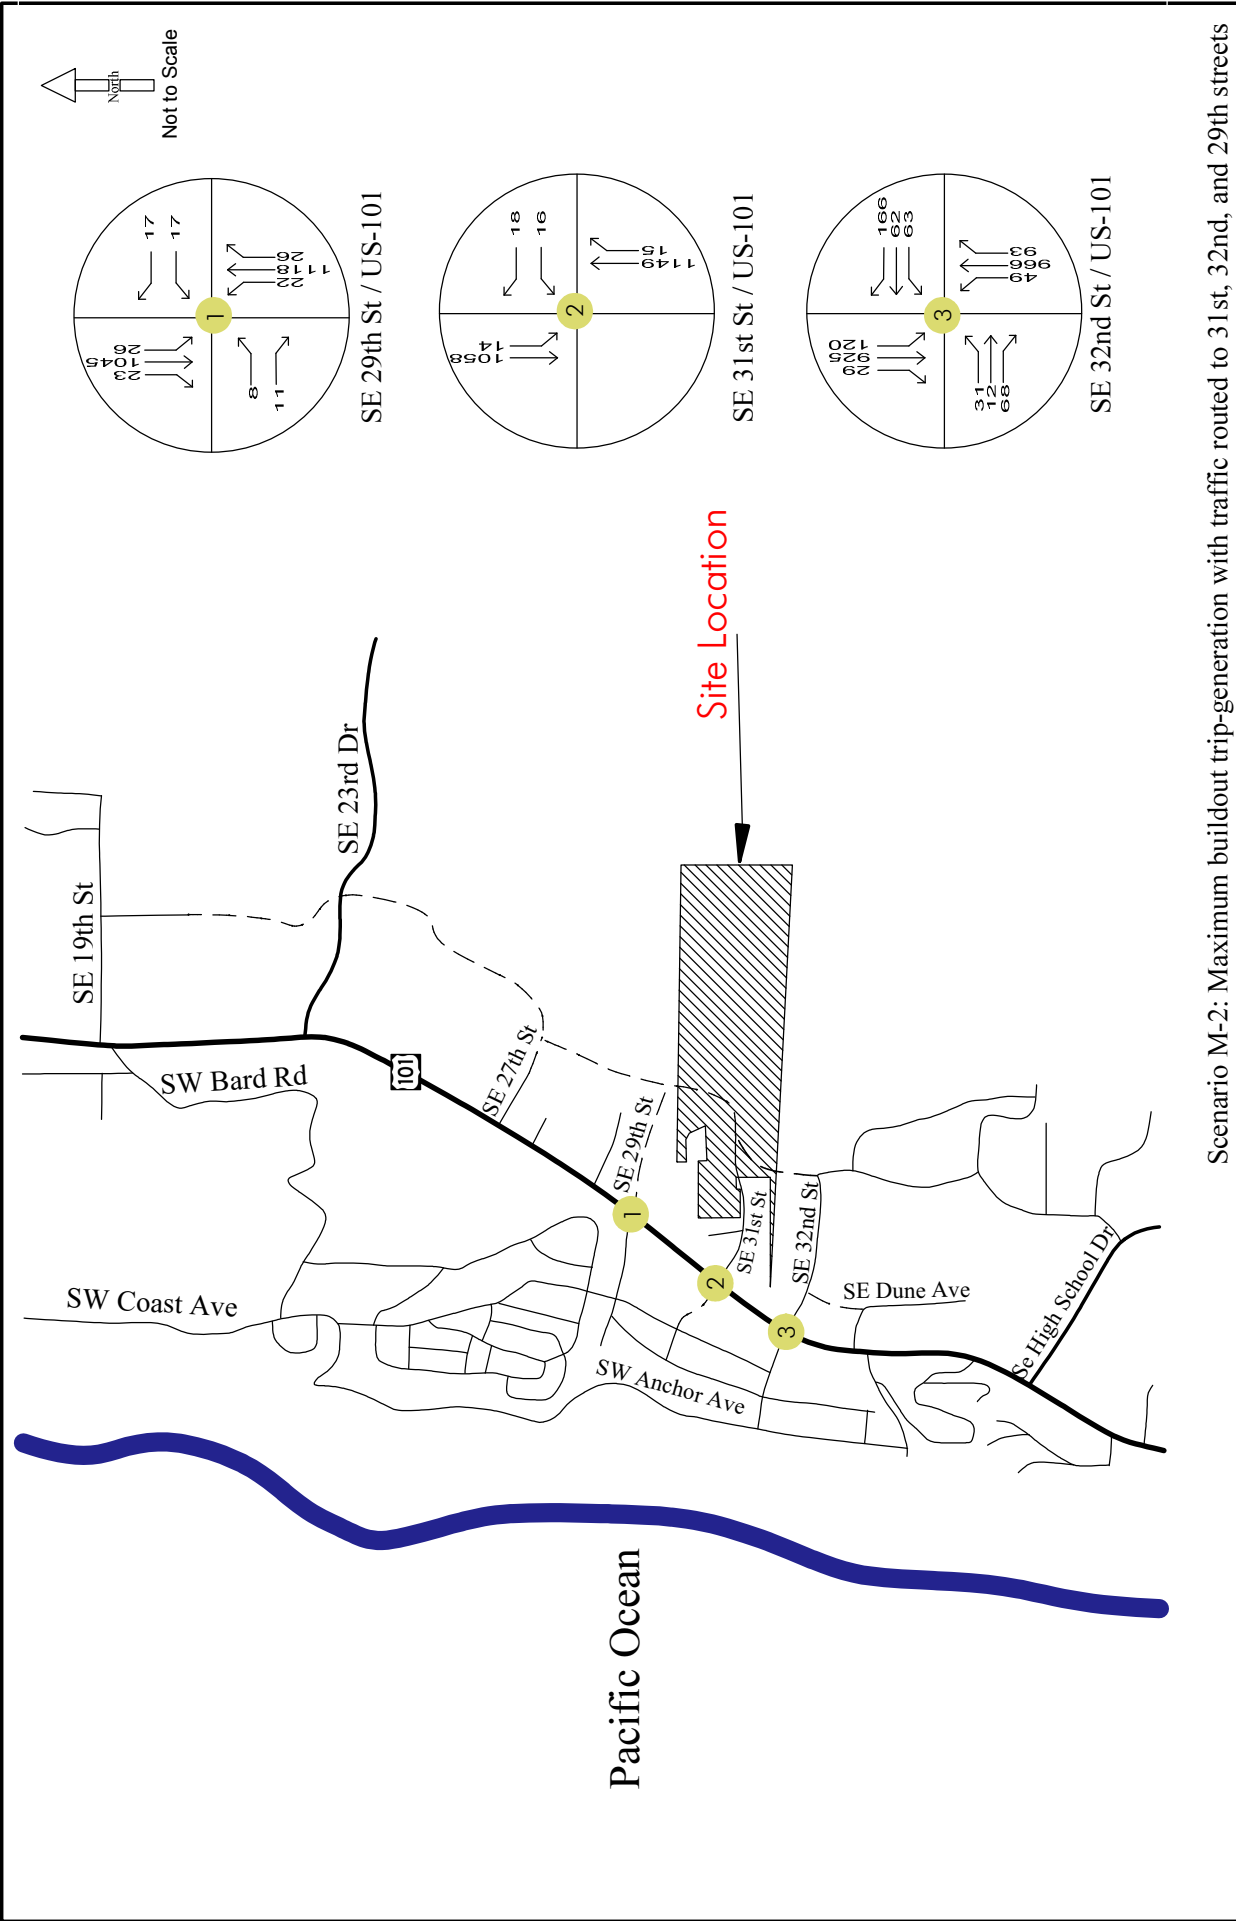 North
Not to Scale
17
17
26
1118
22
26
1045
23
8
11
1
SE 29th St / US-101
18
16
15
1149
14
1058
2
SE 31st St / US-101
166
62
63
93
966
49
120
925
29
31
12
68
3
SE 32nd St / US-101
Site Location
SE 19th St
SE 23rd Dr
SW Bard Rd
101
SE 27th St
SE 29th St
1
SW Coast Ave
SE 31st St
2
SE 32nd St
3
SE Dune Ave
SW Anchor Ave
Se High School Dr
Pacific Ocean
Scenario M-2: Maximum buildout trip-generation with traffic routed to 31st, 32nd, and 29th streets